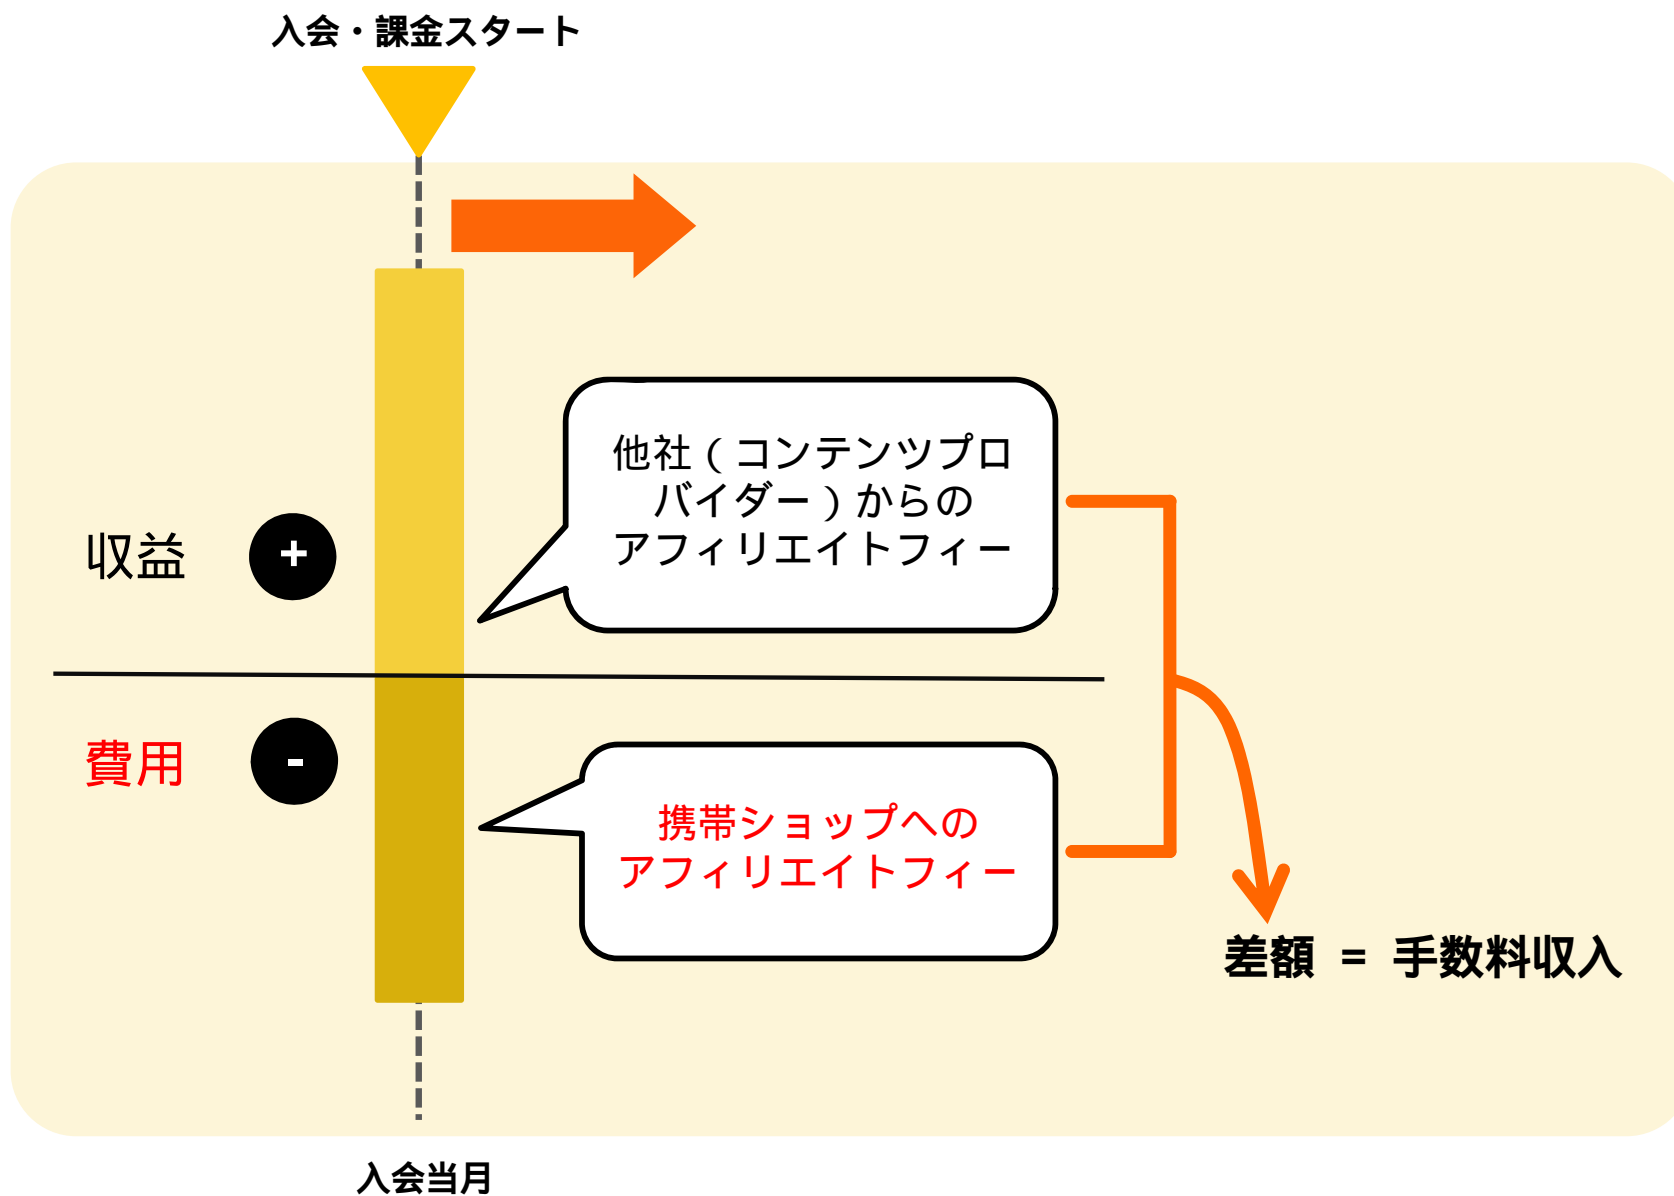 入会・課金スタート
他社（コンテンツプロ
バイダー）からの
アフィリエイトフィー
収益
+
費用
-
携帯ショップへの
アフィリエイトフィー
差額 = 手数料収入
入会当月